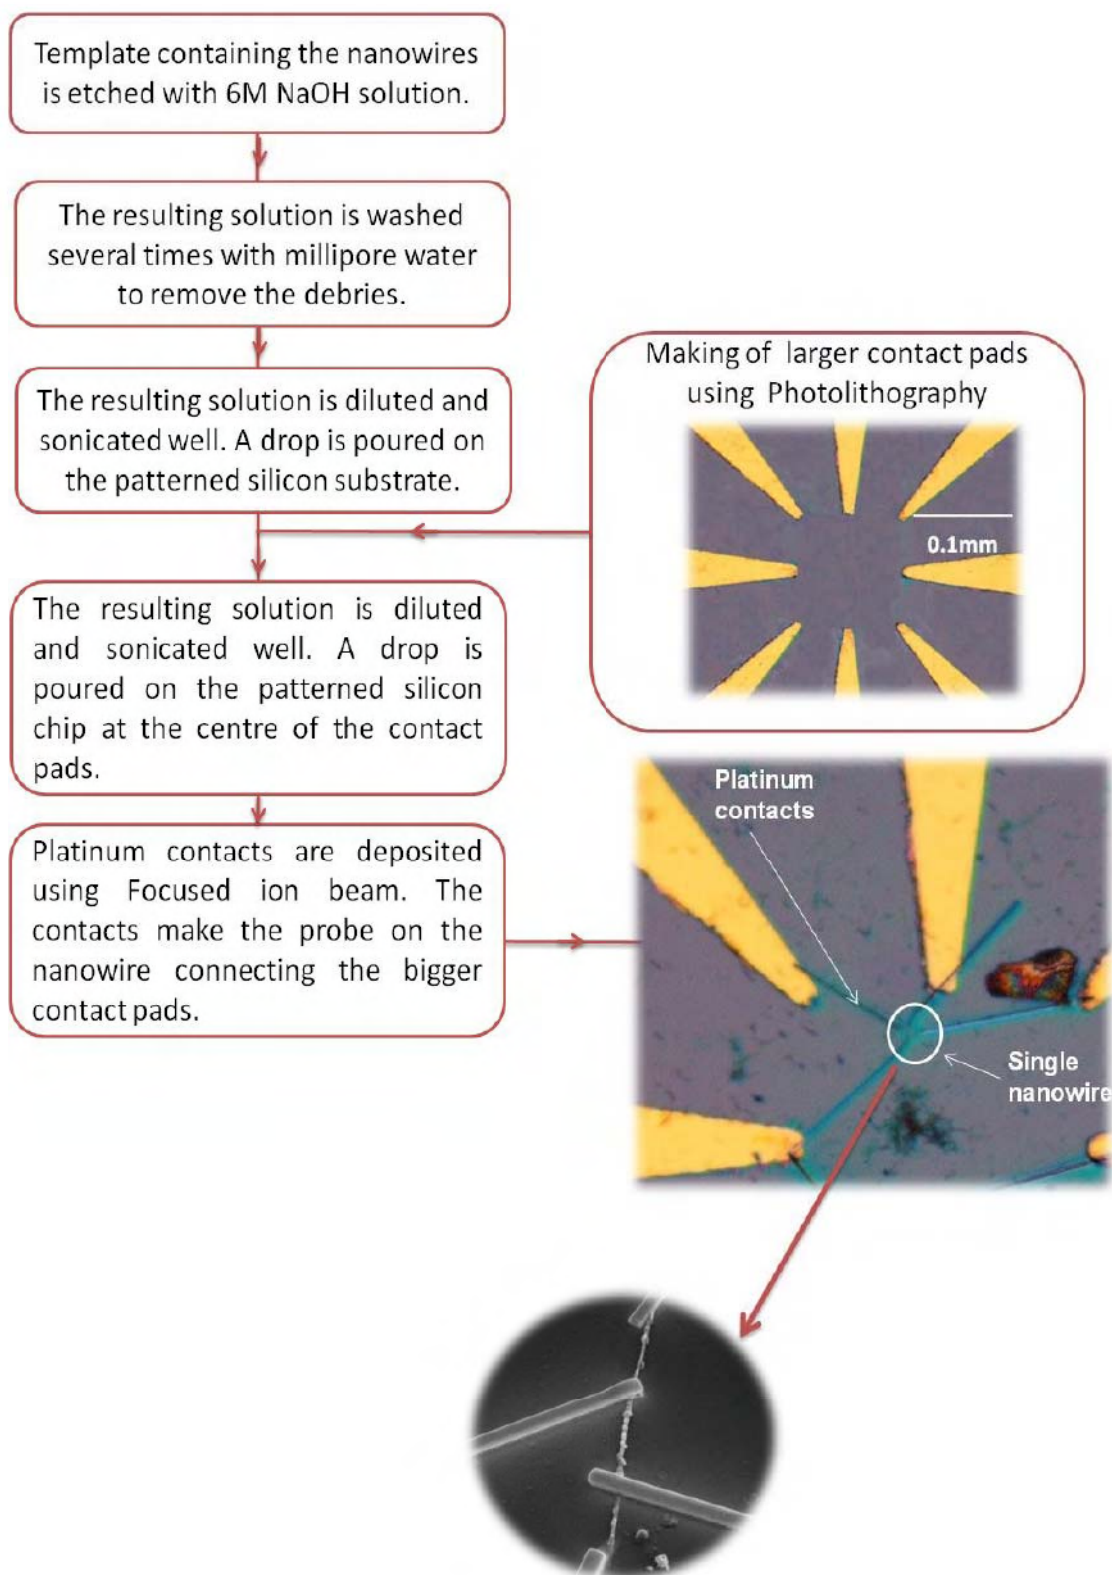 Template containing the nanowires
is etched with 6M NaOH solution.
The resulting solution is washed
several times with millipore water
to remove the debries.
The resulting solution is diluted and
sonicated well. A drop is poured on
the patterned silicon substrate.
Making of larger contact pads
using Photolithography
0.1mm
The resulting solution is diluted
and sonicated well. A drop is
poured on the patterned silicon
chip at the centre of the contact
pads.
Platinum contacts are deposited
using Focused ion beam. The
contacts make the probe on the
nanowire connecting the bigger
contact pads.
Platinum
contacts
Single
nanowire